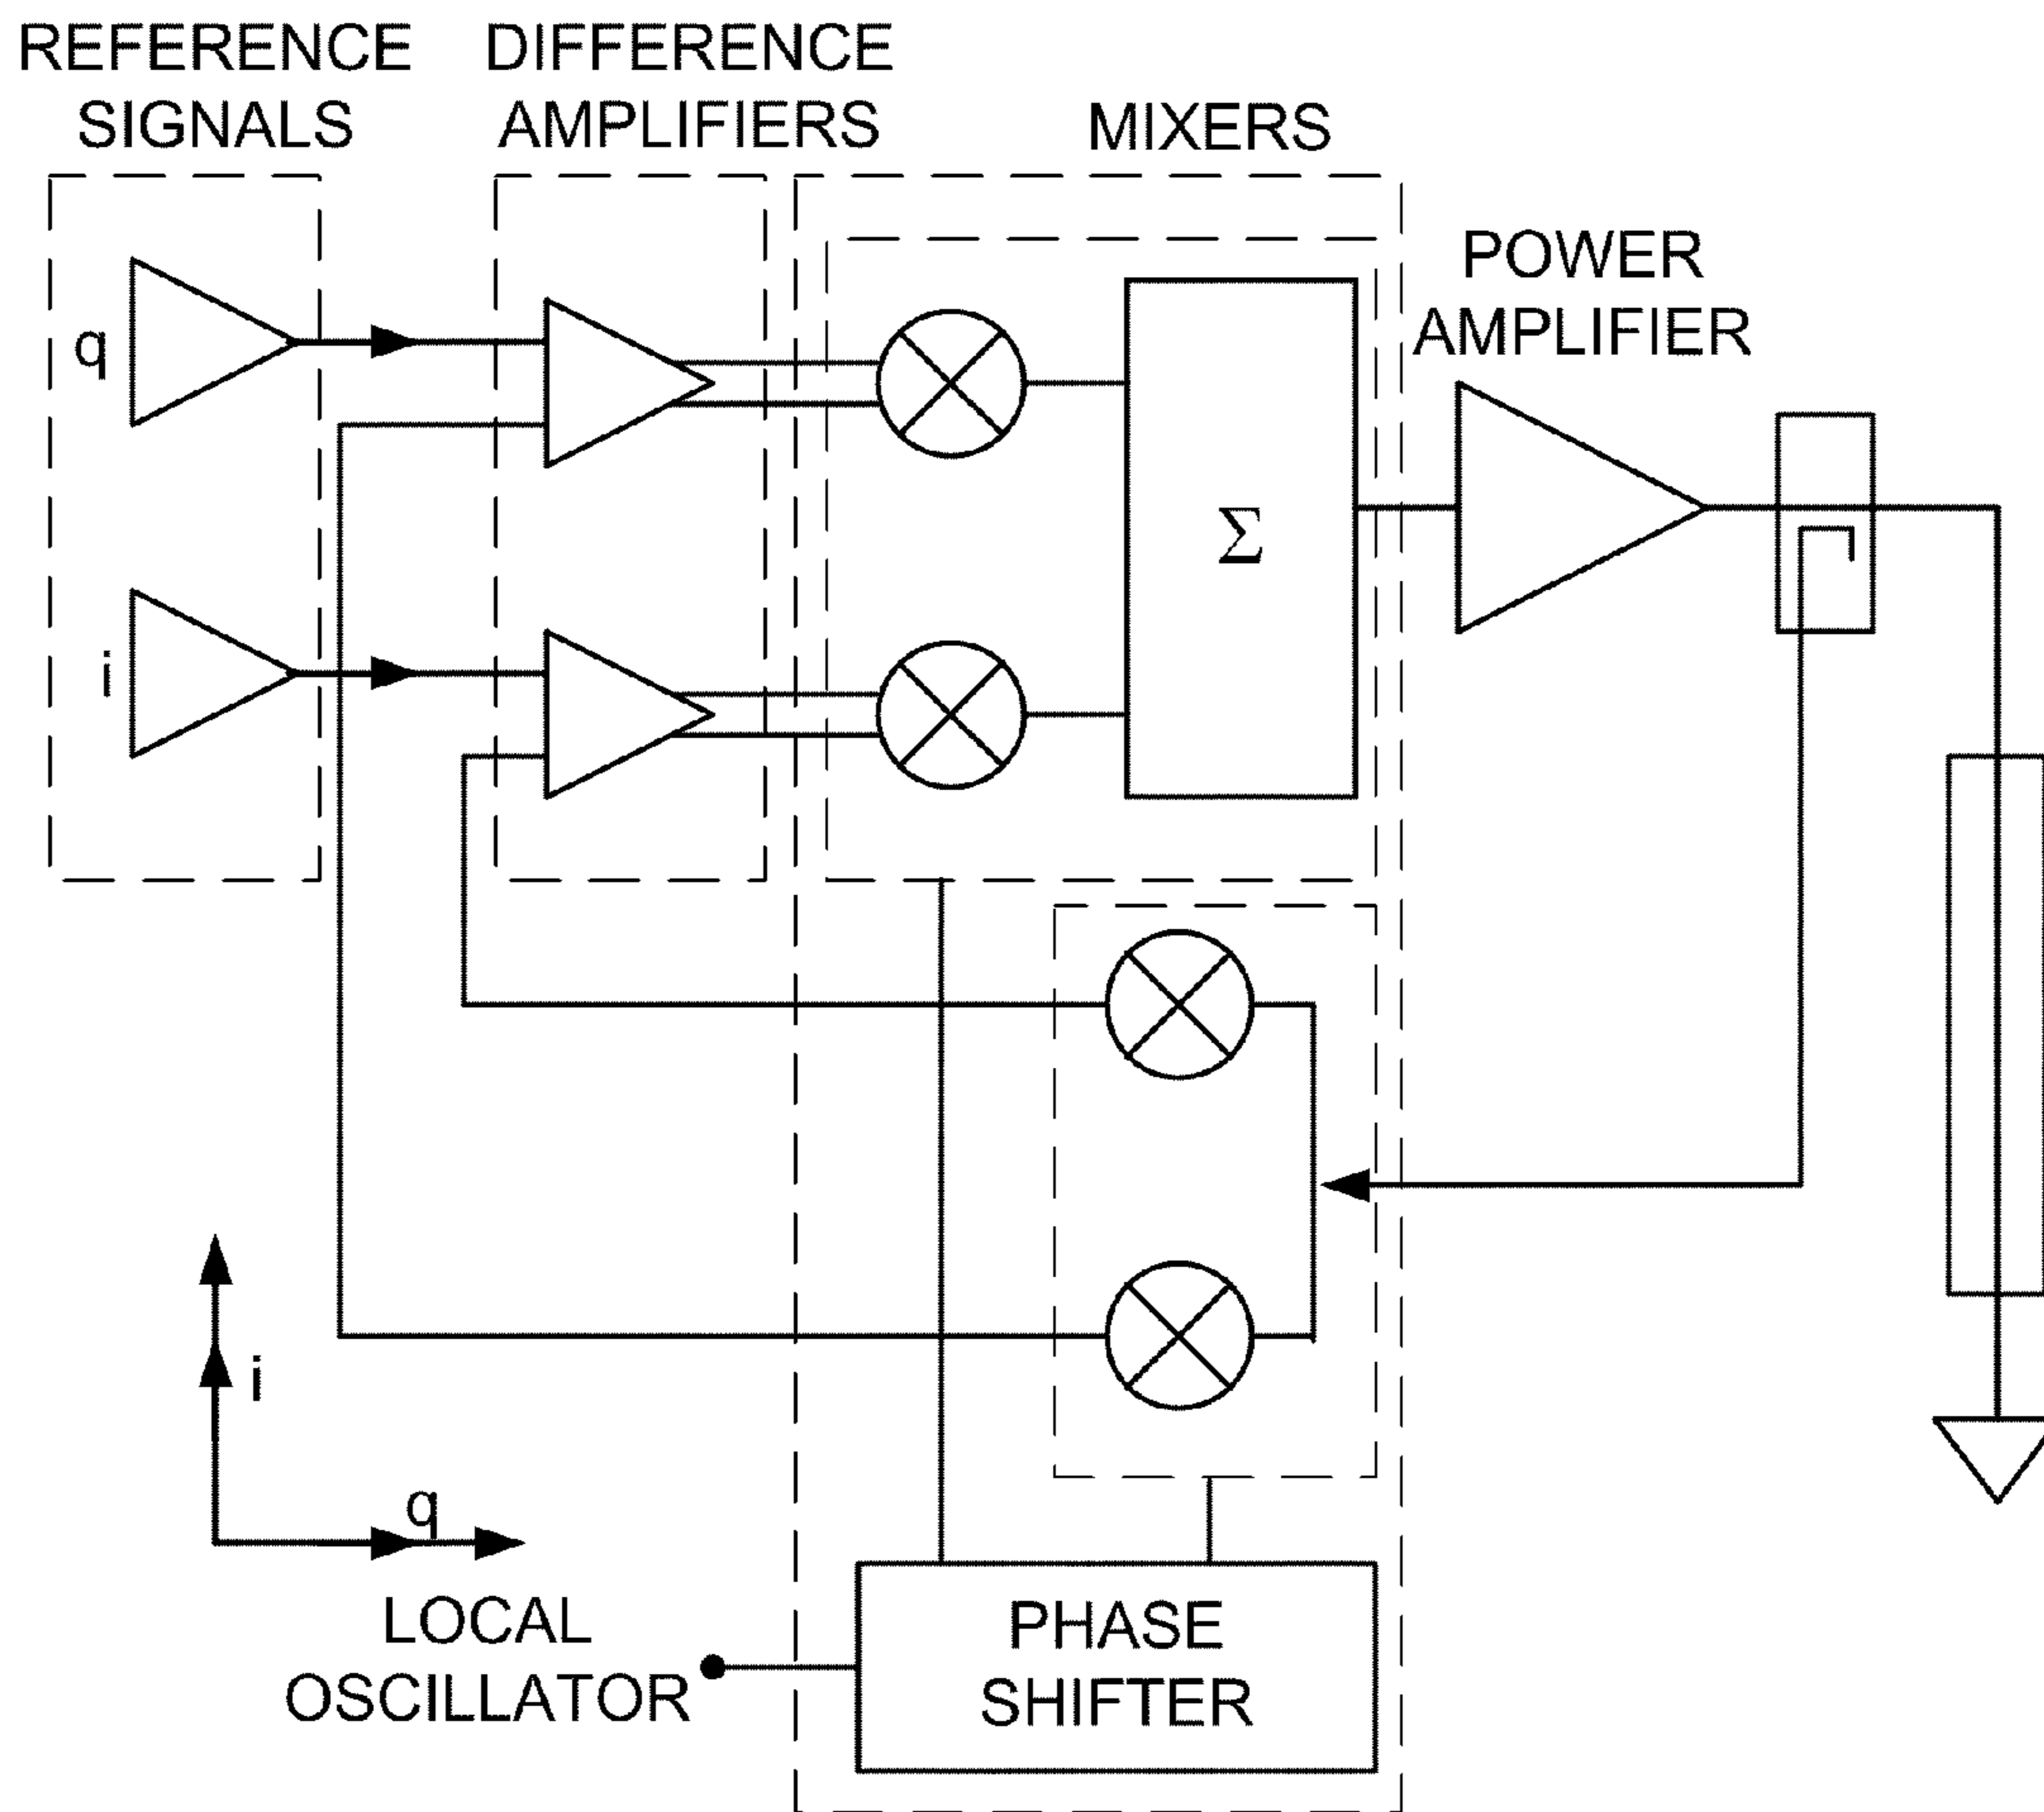 REFERENCE
SIGNALS
DIFFERENCE
AMPLIFIERS
MIXERS
POWER
AMPLIFIER
q
i
Σ
i
q
LOCAL
OSCILLATOR
PHASE
SHIFTER